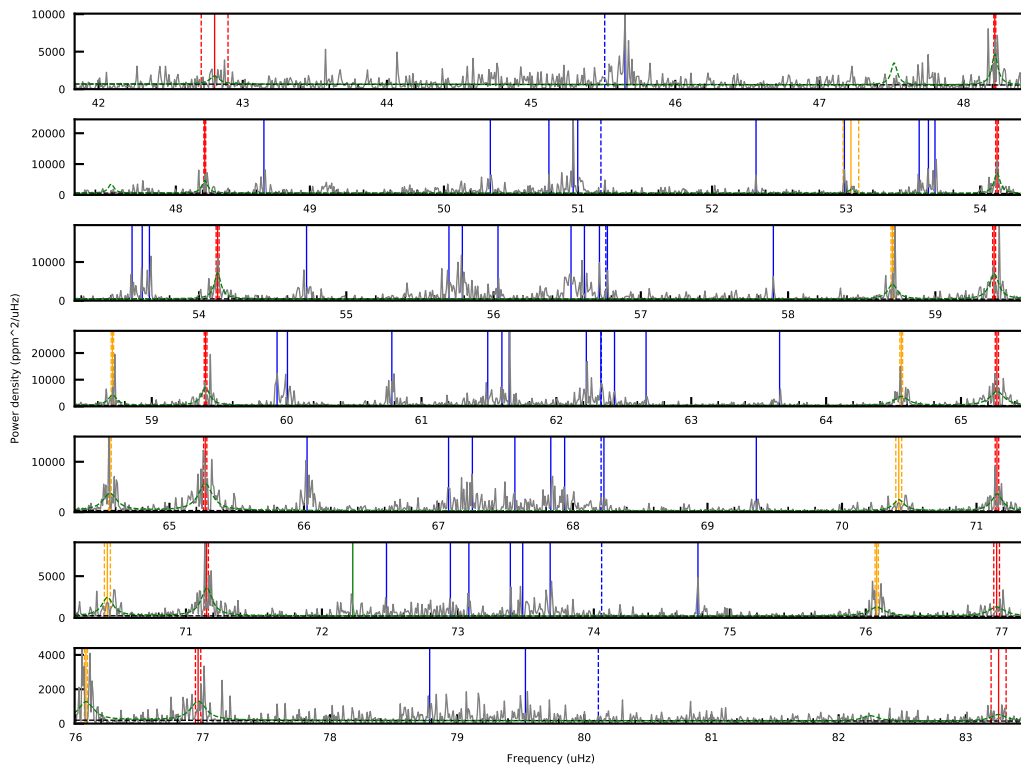 10000
5000
0
42 43 44 45 46 47 48
20000
10000
0
48 49 50 51 52 53 54
10000
0
54 55 56 57 58 59
20000
10000
0
59 60 61 62 63 64 65
10000
0
65 66 67 68 69 70 71
5000
0
71 72 73 74 75 76 77
4000
2000
0
76 77 78 79 80 81 82 83
Power density (ppm^2/uHz)
Frequency (uHz)